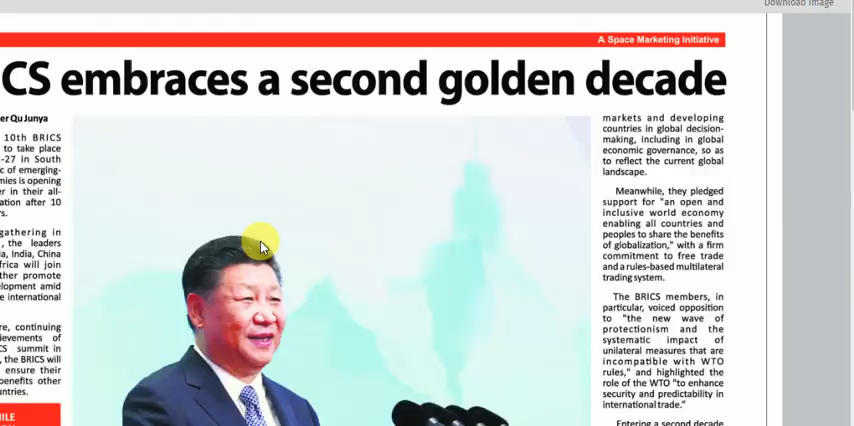 Download Image
A Space Marketing Initiative
CS embraces a second golden decade
er Qu Junya
10th BRICS
to take place
-27 in South
c of emerging-
mies is opening
er in their all-
ation after 10
rs.
gathering in
, the leaders
ia, India, China
frica will join
ther promote
elopment amid
e international
re, continuing
ievements of
CS summit in
, the BRICS will
ensure their
benefits other
untries.
markets and developing
countries in global decision-
making, including in global
economic governance, so as
to reflect the current global
landscape.
Meanwhile, they pledged
support for "an open and
inclusive world economy
enabling all countries and
peoples to share the benefits
of globalization," with a firm
commitment to free trade
and a rules-based multilateral
trading system.
The BRICS members, in
particular, voiced opposition
to "the new wave of
protectionism and the
systematic impact of
unilateral measures that are
incompatible with WTO
rules," and highlighted the
role of the WTO "to enhance
security and predictability in
international trade."
Entering a second decade